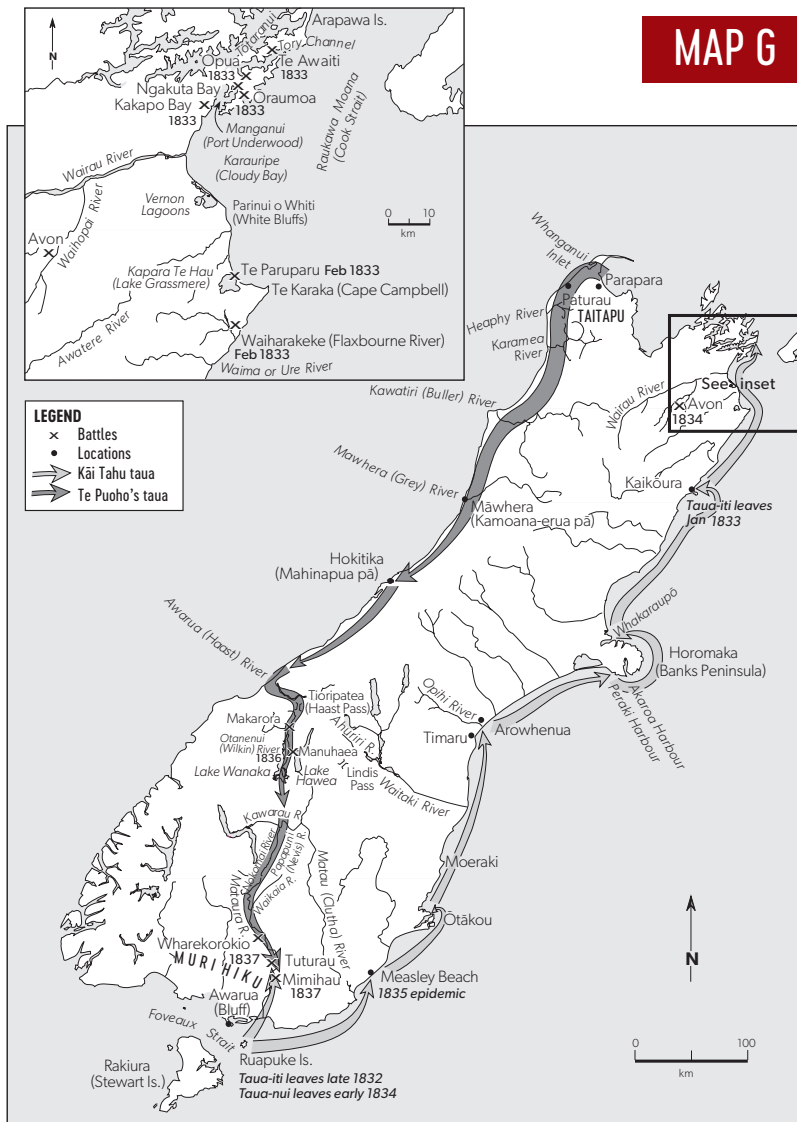 MAP G
N
Arapawa Is.
Totaranui
Tory Channel
Opua
1833
Te Awaiti
1833
Ngakuta Bay
Kakapo Bay
1833
Oraumoa
1833
Manganui
(Port Underwood)
Raukawa Moana
(Cook Strait)
Karauripe
(Cloudy Bay)
Wairau River
Waihopai River
Vernon
Lagoons
Parinui o Whiti
(White Bluffs)
0 10
km
Avon
Kapara Te Hau
(Lake Grassmere)
Te Paruparu Feb 1833
Te Karaka (Cape Campbell)
Awatere River
Waiharakeke (Flaxbourne River)
Feb 1833
Waima or Ure River
LEGEND
Battles
Locations
Kāi Tahu taua
Te Puoho's taua
Whanganui
Inlet
Parapara
Paturau
TAITAPU
Heaphy River
Karamea
River
Kawatiri (Buller) River
Wairau River
See inset
Avon
1834
Kaikōura
Taua-iti leaves
Jan 1833
Mawhera (Grey) River
Māwhera
(Kamoana-erua pā)
Hokitika
(Mahinapua pā)
Whakaraupō
Horomaka
(Banks Peninsula)
Akaroa Harbour
Peraki Harbour
Awarua (Haast) River
Tioripatea
(Haast Pass)
Opihi River
Arowhenua
Timaru
Makarora
Otanenui
(Wilkin) River
1836
Manuhaea
Ahuriri R.
Lindis
Pass
Lake Wanaka
Lake
Hawea
Waitaki River
Kawarau R.
Nokomai River
Papapuni
(Nevis) R.
Waikaia R.
Mataura R.
Matau (Clutha) River
Moeraki
Ōtākou
Wharekorokio
1837
MURIHIKU
Tuturau
Mimihau
1837
Measley Beach
1835 epidemic
Awarua
(Bluff)
Foveaux Strait
Ruapuke Is.
Rakiura
(Stewart Is.)
Taua-iti leaves late 1832
Taua-nui leaves early 1834
N
0 100
km